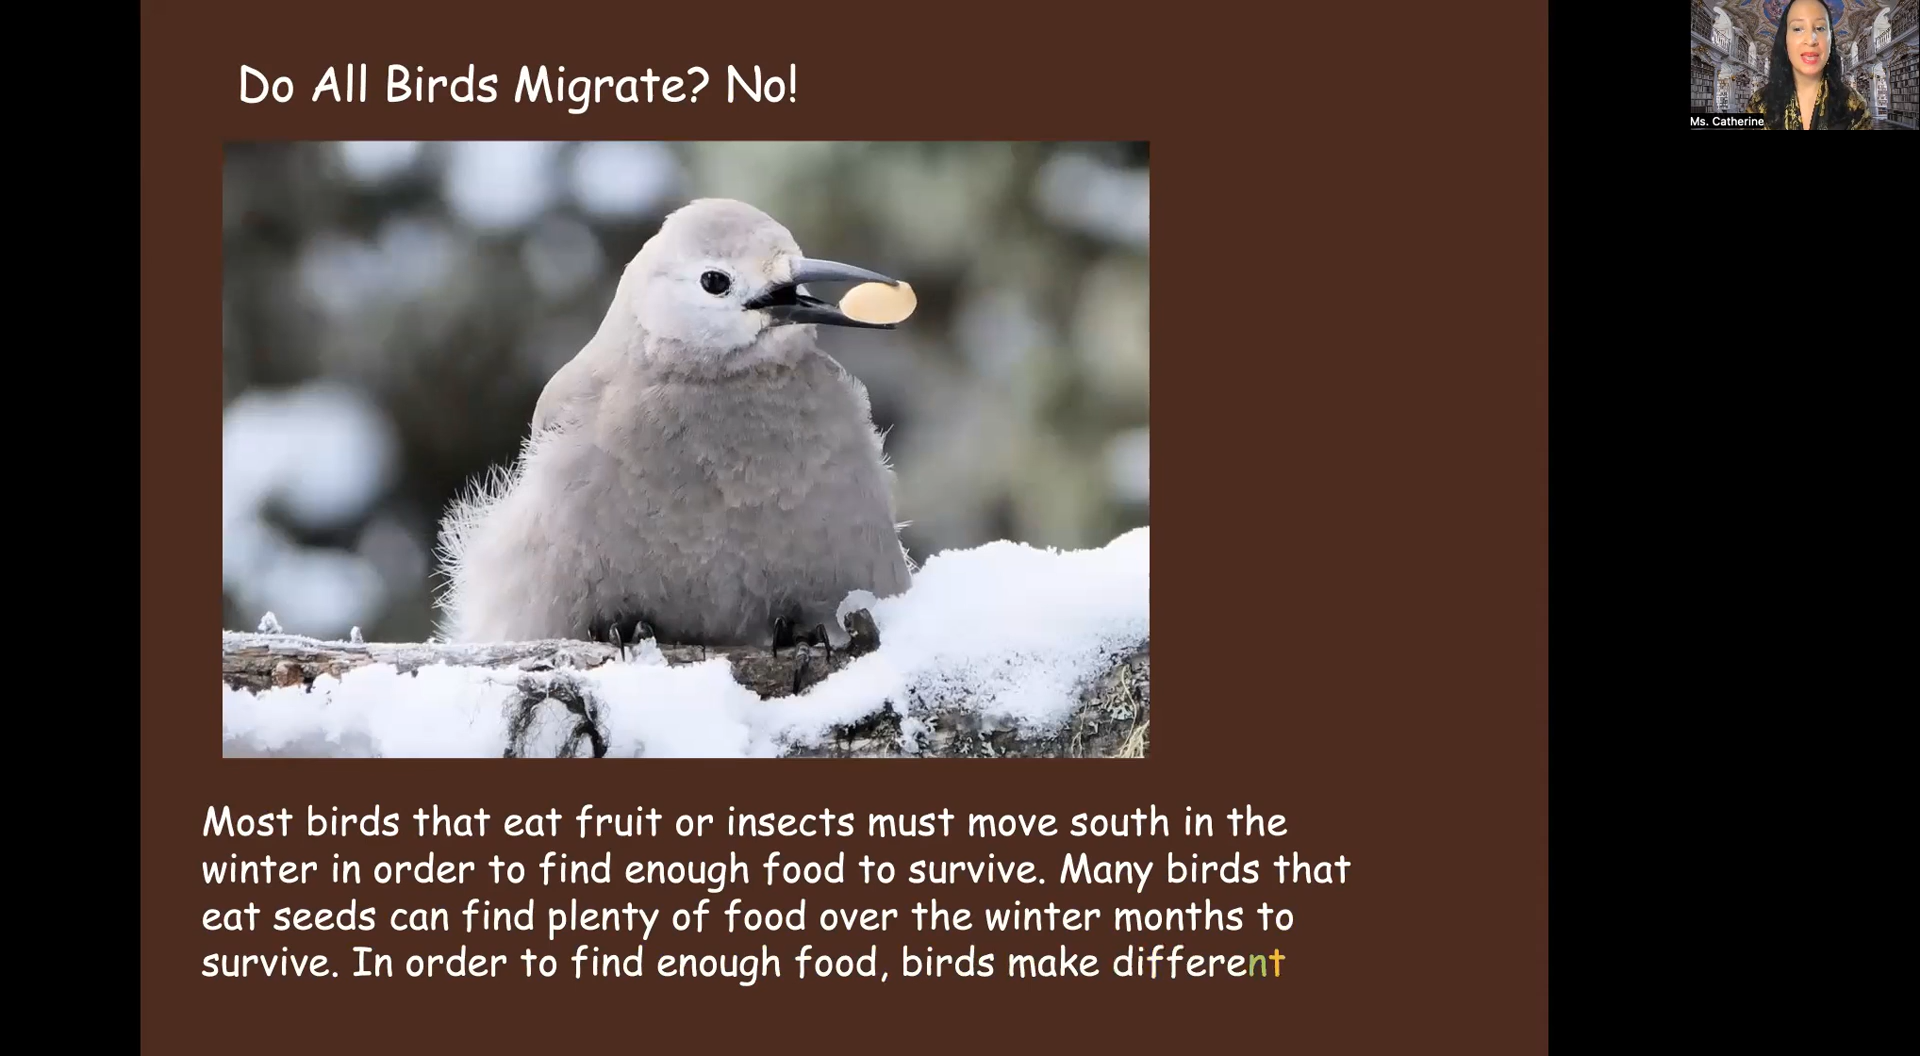 Do All Birds Migrate? No!
Ms. Catherine
Most birds that eat fruit or insects must move south in the
winter in order to find enough food to survive. Many birds that
eat seeds can find plenty of food over the winter months to
survive. In order to find enough food, birds make different